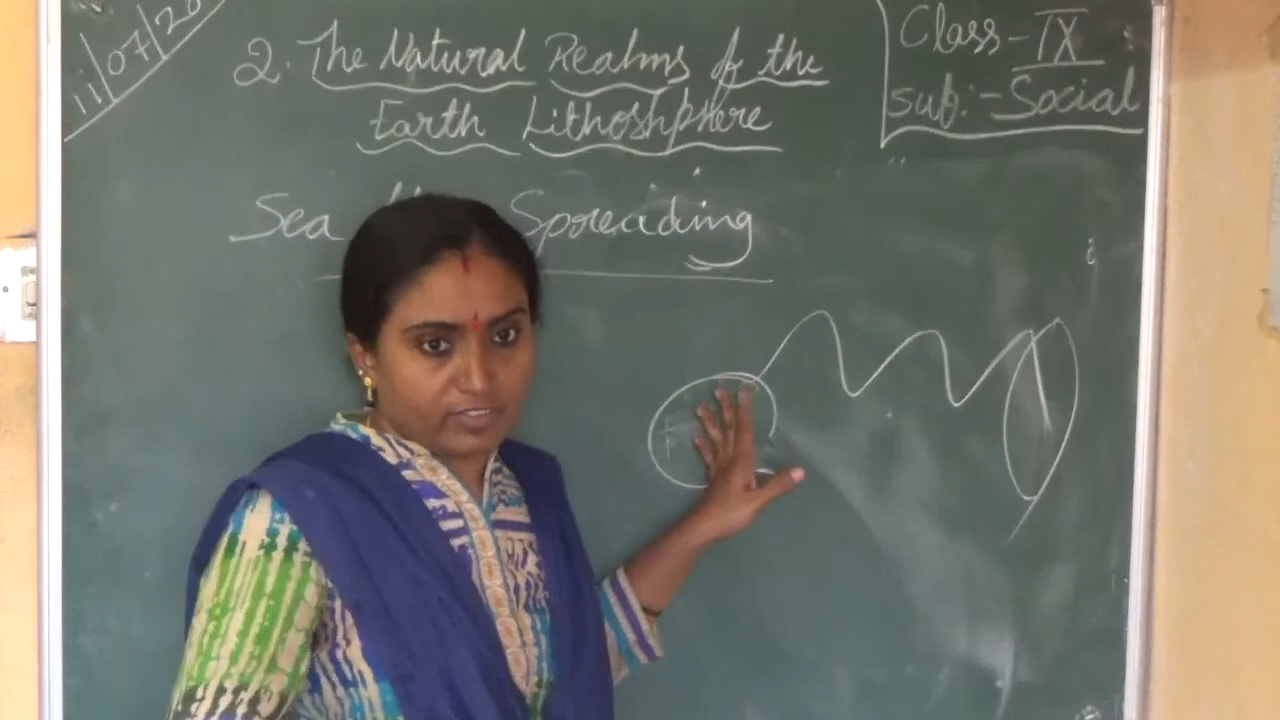 11/07/20
2. The Natural Realms of the
Earth Lithoshphere
Class - IX
Sub:- Social
Sea Spreading